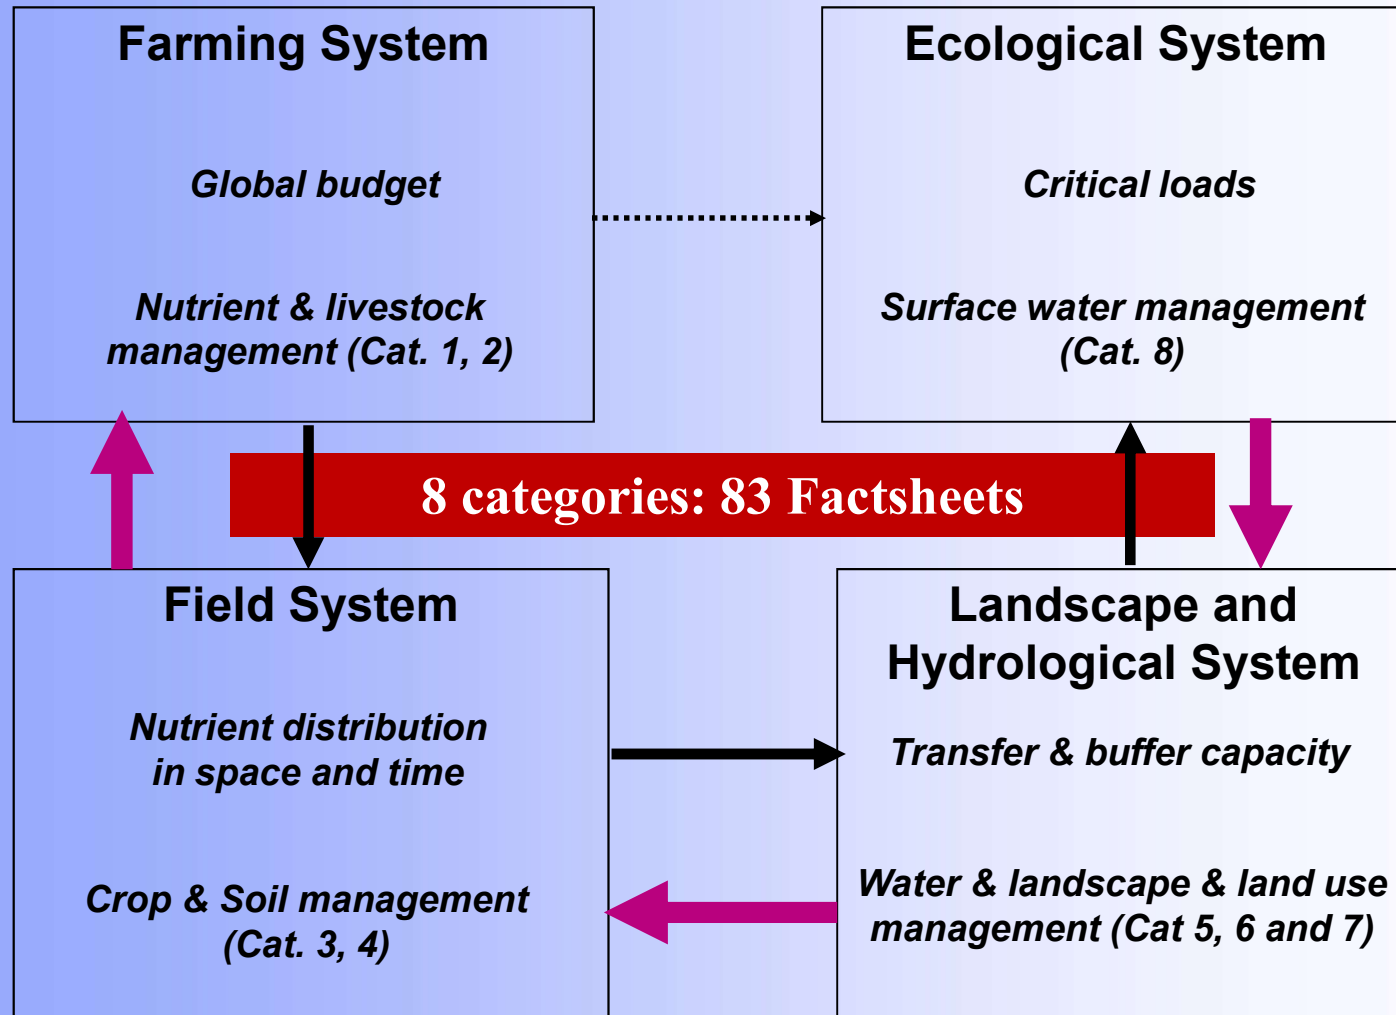 Farming System
Global budget
Nutrient & livestock
management (Cat. 1, 2)
Ecological System
Critical loads
Surface water management
(Cat. 8)
8 categories: 83 Factsheets
Field System
Nutrient distribution
in space and time
Crop & Soil management
(Cat. 3, 4)
Landscape and
Hydrological System
Transfer & buffer capacity
Water & landscape & land use
management (Cat 5, 6 and 7)